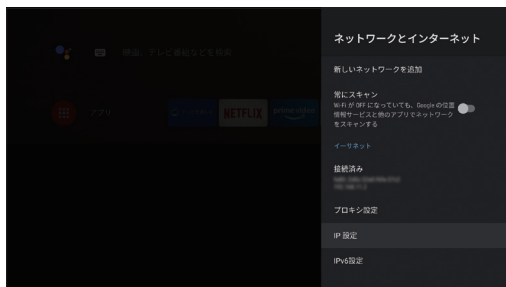 ネットワークとインターネット
映画、テレビ番組などを検索
新しいネットワークを追加
常にスキャン
Wi-Fi が OFF になっていても、Google の位置
情報サービスと他のアプリでネットワーク
をスキャンする
アプリ
NETFLIX
prime video
イーサネット
接続済み
プロキシ設定
IP 設定
IPv6設定